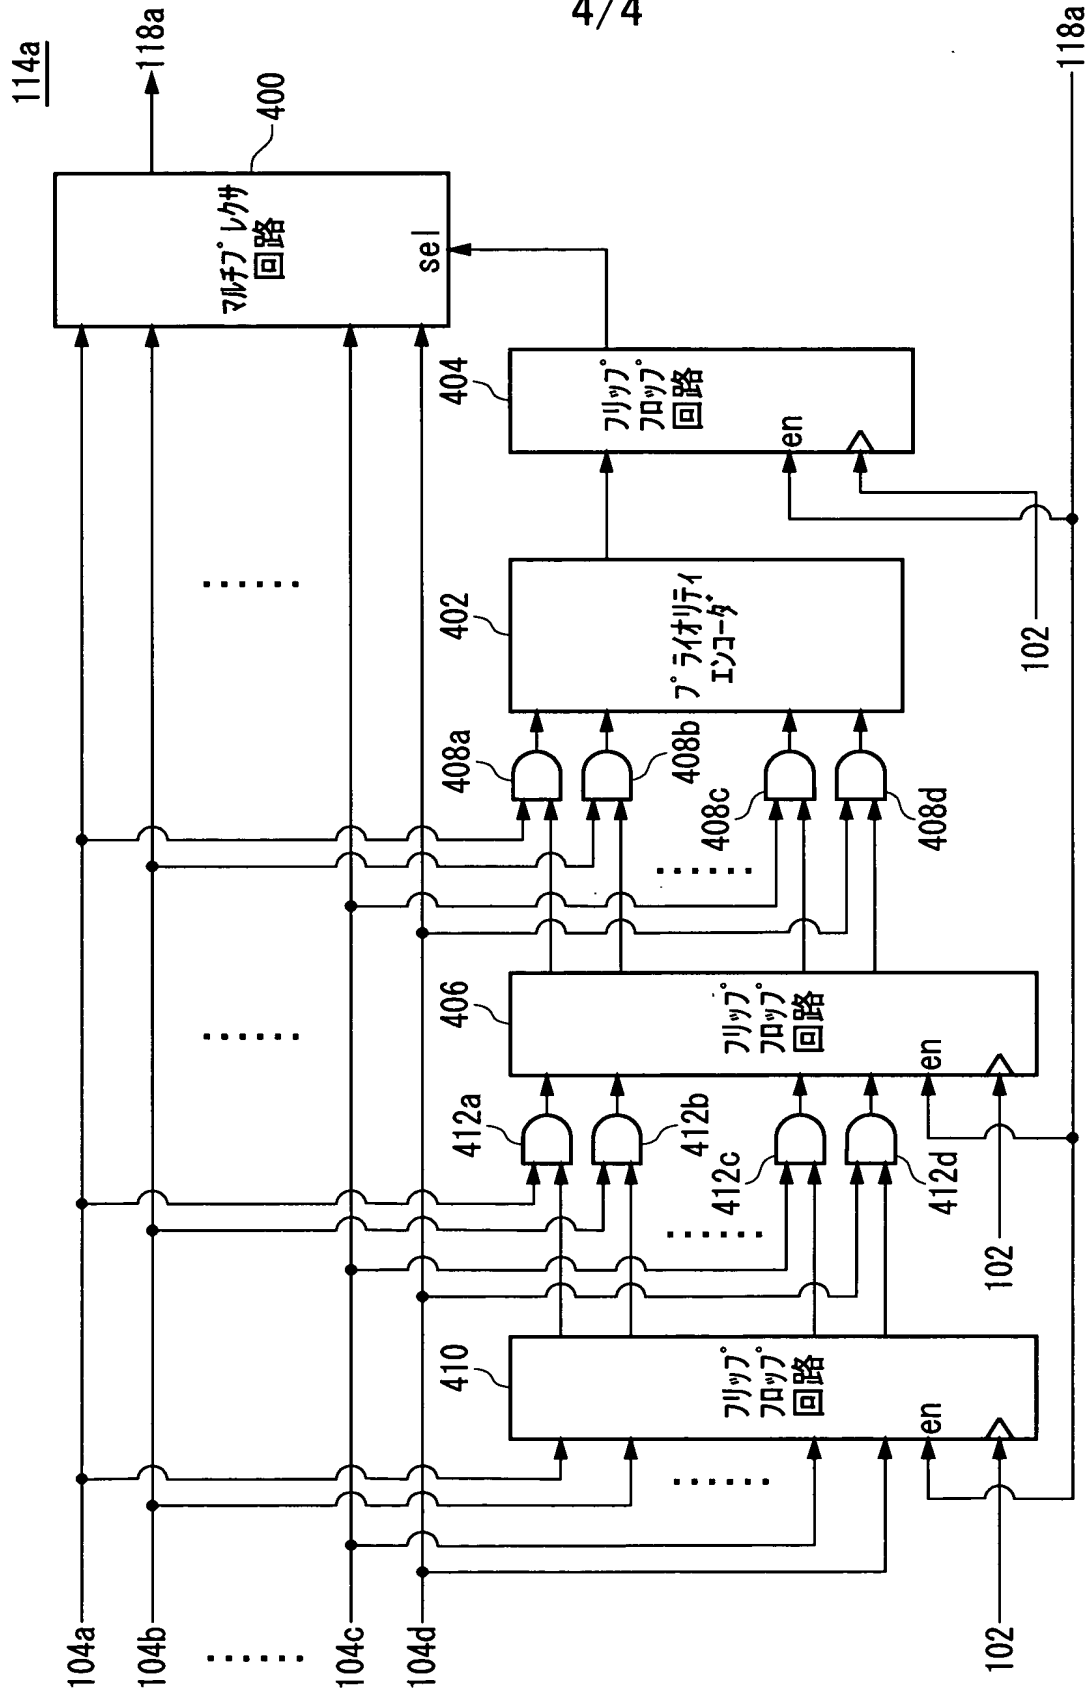 4/4
114a
118a
400
マルチプレクサ
回路
sel
404
フリップ
フロップ
回路
en
402
プライオリティ
エンコーダ
102
118a
408a
408b
408c
408d
406
フリップ
フロップ
回路
en
102
412a
412b
412c
412d
410
フリップ
フロップ
回路
en
102
104a
104b
104c
104d